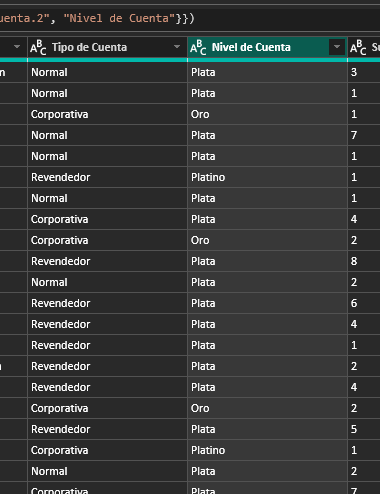 uenta.2", "Nivel de Cuenta"}})
ABC Tipo de Cuenta ABC Nivel de Cuenta ABC Su
n Normal Plata 3
Normal Plata 1
Corporativa Oro 1
Normal Plata 7
Normal Plata 1
Revendedor Platino 1
Normal Plata 1
Corporativa Plata 4
Corporativa Oro 2
Revendedor Plata 8
Normal Plata 2
Revendedor Plata 6
Revendedor Plata 4
Revendedor Plata 1
Revendedor Plata 2
Revendedor Plata 4
Corporativa Oro 2
Revendedor Plata 5
Corporativa Platino 1
Normal Plata 2
Corporativa Plata 7